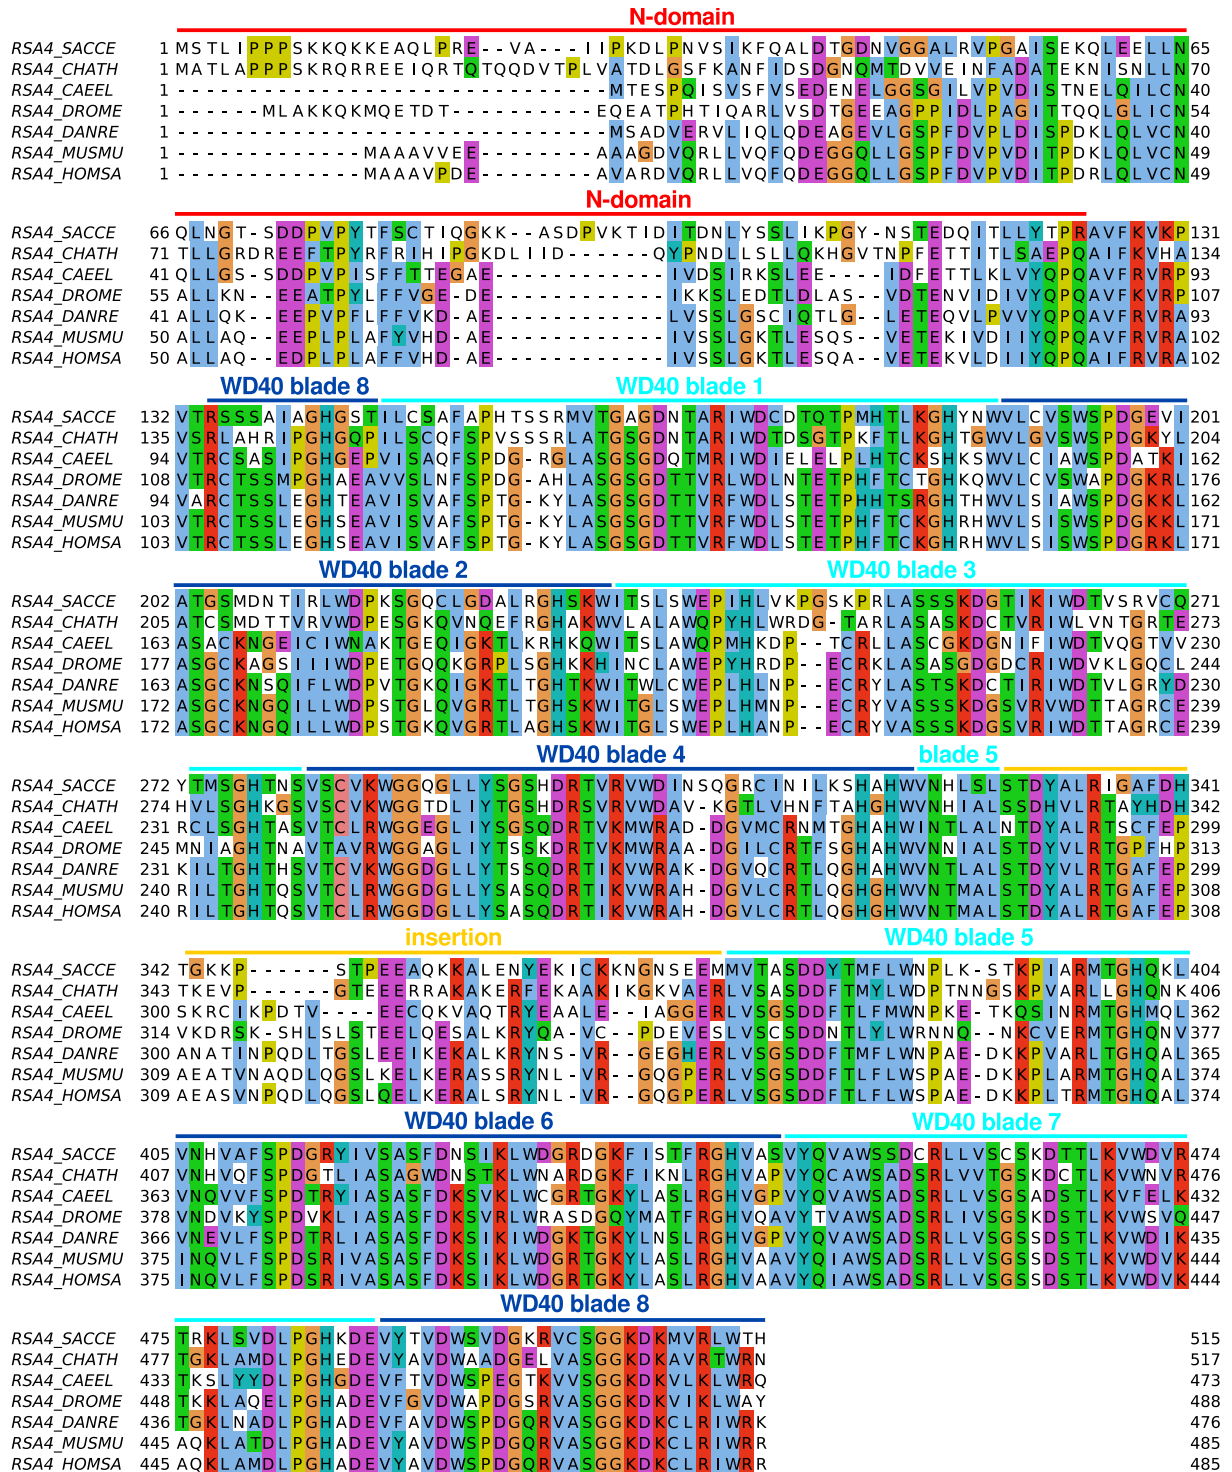 N-domain
RSA4_SACCE 1 MSTLIPPPSKKQKKEAQLPRE--VA---IIPKDLPNVSIKFQALDTGDNVGGALRVPGAISEKQLEELLN 65
RSA4_CHATH 1 MATLAPPPSKRQRREEIQRTQTQQDVTPLVATDLGSFKANFIDSDGNQMTDVVEINFADATEKNISNLLN 70
RSA4_CAEEL 1 ------------------------------MTESPQISVSFVSEDENELGGSGILVPVDISTNELQILCN 40
RSA4_DROME 1 ------MLAKKQKMQETDT----------EQEATPHTIQARLVSDTGEEAGPPIDLPAGITTQQLGLICN 54
RSA4_DANRE 1 ------------------------------MSADVERVLIQLQDEAGEVLGSPFDVPLDISPDKLQLVCN 40
RSA4_MUSMU 1 -------------MAAAVVEE--------AAAGDVQRLLVQFQDEGGQLLGSPFDVPVDITPDKLQLVCN 49
RSA4_HOMSA 1 -------------MAAAVPDE--------AVARDVQRLLVQFQDEGGQLLGSPFDVPVDITPDRLQLVCN 49
N-domain
RSA4_SACCE 66 QLNGT-SDDPVPYTFSCTIQGKK--ASDPVKTIDITDNLYSSLIKPGY-NSTEDQITLLYTPRAVFKVKP 131
RSA4_CHATH 71 TLLGRDREEFTPYRFRIHIPGKDLIID-----QYPNDLLSLLQKHGVTNPFETTITLSAEPQAIFKVHA 134
RSA4_CAEEL 41 QLLGS-SDDPVPISFFTTEGAE------------IVDSIRKSLEE----IDFETTLKLVYQPQAVFRVRP 93
RSA4_DROME 55 ALLKN--EEATPYLFFVGE-DE------------IKKSLEDTLDLAS--VDTENVIDIVYQPQAVFKVRP 107
RSA4_DANRE 41 ALLQK--EEPVPFLFFVKD-AE------------LVSSLGSCIQTLG--LETEQVLPVVYQPQAVFRVRA 93
RSA4_MUSMU 50 ALLAQ--EEPLPLAFYVHD-AE------------IVSSLGKTLESQS--VETEKIVDIIYQPQAVFRVRA 102
RSA4_HOMSA 50 ALLAQ--EDPLPLAFFVHD-AE------------IVSSLGKTLESQA--VETEKVLDIIYQPQAIFRVRA 102
WD40 blade 8 WD40 blade 1
RSA4_SACCE 132 VTRSSSAIAGHGSTILCSAFAPHTSSRMVTGAGDNTARIWDCDTQTPMHTLKGHYNWVLCVSWSPDGEVI 201
RSA4_CHATH 135 VSRLAHRIPGHGQPILSCQFSPVSSSRLATGSGDNTARIWDTDSGTPKFTLKGHTGWVLGVSWSPDGKYL 204
RSA4_CAEEL 94 VTRCSASIPGHGEPVISAQFSPDG-RGLASGSGDQTMRIWDIELELPLHTCKSHKSWVLCIAWSPDATKI 162
RSA4_DROME 108 VTRCTSSMPGHAEAVVSLNFSPDG-AHLASGSGDTTVRLWDLNTETPHFTCTGHKQWVLCVSWAPDGKRL 176
RSA4_DANRE 94 VARCTSSLEGHTEAVISVAFSPTG-KYLASGSGDTTVRFWDLSTETPHHTSRGHTHWVLSIAWSPDGKKL 162
RSA4_MUSMU 103 VTRCTSSLEGHSEAVISVAFSPTG-KYLASGSGDTTVRFWDLSTETPHFTCKGHRHWVLSISWSPDGKKL 171
RSA4_HOMSA 103 VTRCTSSLEGHSEAVISVAFSPTG-KYLASGSGDTTVRFWDLSTETPHFTCKGHRHWVLSISWSPDGRKL 171
WD40 blade 2 WD40 blade 3
RSA4_SACCE 202 ATGSMDNTIRLWDPKSGQCLGDALRGHSKWITSLSWEPIHLVKPGSKPRLASSSKDGTIKIWDTVSRVCQ 271
RSA4_CHATH 205 ATCSMDTTVRVWDPESGKQVNQEFRGHAKWVLALAWQPYHLWRDG-TARLASASKDCTVRIWLVNTGRTE 273
RSA4_CAEEL 163 ASACKNGEICIWNAKTGEQIGKTLKRHKQWITSLAWQPMHKDP--TCRLLASCGKDGNIFIWDTVQGTVV 230
RSA4_DROME 177 ASGCKAGSIIIWDPETGQQKGRPLSGHKKHINCLAWEPYHRDP--ECRKLASASGDGDCRIWDVKLGQCL 244
RSA4_DANRE 163 ASGCKNSQIFLWDPVTGKQIGKTLTGHTKWITWLCWEPLHLNP--ECRYLASTSKDCTIRIWDTVLGRYD 230
RSA4_MUSMU 172 ASGCKNGQILLWDPSTGLQVGRTLTGHSKWITGLSWEPLHMNP--ECRYVASSSKDGSVRVWDTTAGRCE 239
RSA4_HOMSA 172 ASGCKNGQILLWDPSTGKQVGRTLAGHSKWITGLSWEPLHANP--ECRYVASSSKDGSVRIWDTTAGRCE 239
WD40 blade 4 blade 5
RSA4_SACCE 272 YTMSGHTNSVSCVKWGGQGLLYSGSHDRTVRVWDINSQGRCINILKSHAHWVNHLSLSTDYALRIGAFDH 341
RSA4_CHATH 274 HVLSGHKGSVSCVKWGGTDLIYTGSHDRSVRVWDAV-KGTLVHNFTAHGHWVNHIALSSDHVLRTAYHDH 342
RSA4_CAEEL 231 RCLSGHTASVTCLRWGGEGLIYSGSQDRTVKMWRAD-DGVMCRNMTGHAHWINTLALNTDYALRTSCFEP 299
RSA4_DROME 245 MNIAGHTNAVTAVRWGGAGLIYTSSKDRTVKMWRAA-DGILCRTFSGHAHWVNNIALSTDYVLRTGPFHP 313
RSA4_DANRE 231 KILTGHTHSVTCVKWGGDGLLYTSSQDRTIKVWRAK-DGVQCRTLQGHAHWVNTLALSTDYVLRTGAFEP 299
RSA4_MUSMU 240 RILTGHTQSVTCLRWGGDGLLYSASQDRTIKVWRAH-DGVLCRTLQGHGHWVNTMALSTDYALRTGAFEP 308
RSA4_HOMSA 240 RILTGHTQSVTCLRWGGDGLLYSASQDRTIKVWRAH-DGVLCRTLQGHGHWVNTMALSTDYALRTGAFEP 308
insertion WD40 blade 5
RSA4_SACCE 342 TGKKP------STPEEAQKKALENYEKICKKNGNSEEMMVTASDDYTMFLWNPLK-STKPIARMTGHQKL 404
RSA4_CHATH 343 TKEVP------GTEEERRAKAKERFEKAAKIKGKVAERLVSASDDFTMYLWDPTNNGSKPVARLLGHQNK 406
RSA4_CAEEL 300 SKRCIKPDTV----EECQKVAQTRYEAALE--IAGGERLVSGSDDFTLFMWNPKE-TKQSINRMTGHMQL 362
RSA4_DROME 314 VKDRSK-SHLSLSTEELQESALKRYQA-VC--PDEVESLVSCSDDNTLYLWRNNQ--NKCVERMTGHQNV 377
RSA4_DANRE 300 ANATINPQDLTGSLEEIKEKALKRYNS-VR--GEGHERLVSGSDDFTMFLWNPAE-DKKPVARLTGHQAL 365
RSA4_MUSMU 309 AEATVNAQDLQGSLKELKERASSRYNL-VR--GQGPERLVSGSDDFTLFLWSPAE-DKKPLARMTGHQAL 374
RSA4_HOMSA 309 AEASVNPQDLQGSLQELKERALSRYNL-VR--GQGPERLVSGSDDFTLFLWSPAE-DKKPLTRMTGHQAL 374
WD40 blade 6 WD40 blade 7
RSA4_SACCE 405 VNHVAFSPDGRYIVSASFDNSIKLWDGRDGKFISTFRGHVASVYQVAWSSDCRLLVSCSKDTTLKVWDVR 474
RSA4_CHATH 407 VNHVQFSPDGTLIASAGWDNSTKLWNARDGKFIKNLRGHVAPVYQCAWSADSRLVVTGSKDCTLKVWNVR 476
RSA4_CAEEL 363 VNQVVFSPDTRYIASASFDKSVKLWCGRTGKYLASLRGHVGPVYQVAWSADSRLLVSGSADSTLKVFELK 432
RSA4_DROME 378 VNDVKYSPDVKLIASASFDKSVRLWRASDGQYMATFRGHVQAVYTVAWSADSRLIVSGSKDSTLKVWSVQ 447
RSA4_DANRE 366 VNEVLFSPDTRLIASASFDKSIKIWDGKTGKYLNSLRGHVGPVYQVAWSADSRLLVSGSSDSTLKVWDIK 435
RSA4_MUSMU 375 INQVLFSPDSRIVASASFDKSIKLWDGRTGKYLASLRGHVAAVYQIAWSADSRLLVSGSSDSTLKVWDVK 444
RSA4_HOMSA 375 INQVLFSPDSRIVASASFDKSIKLWDGRTGKYLASLRGHVAAVYQIAWSADSRLLVSGSSDSTLKVWDVK 444
WD40 blade 8
RSA4_SACCE 475 TRKLSVDLPGHKDEVYTVDWSVDGKRVCSGGKDKMVRLWTH 515
RSA4_CHATH 477 TGKLAMDLPGHEDEVYAVDWAADGELVASGGKDKAVRTWRN 517
RSA4_CAEEL 433 TKSLYYDLPGHGDEVFTVDWSPEGTKVVSGGKDKVLKLWRQ 473
RSA4_DROME 448 TKKLAQELPGHADEVFGVDWAPDGSRVASGGKDKVIKLWAY 488
RSA4_DANRE 436 TGKLNADLPGHADEVFAVDWSPDGQRVASGGKDKCLRIWRK 476
RSA4_MUSMU 445 AQKLATDLPGHADEVYAVDWSPDGQRVASGGKDKCLRIWRR 485
RSA4_HOMSA 445 AQKLAMDLPGHADEVYAVDWSPDGQRVASGGKDKCLRIWRR 485